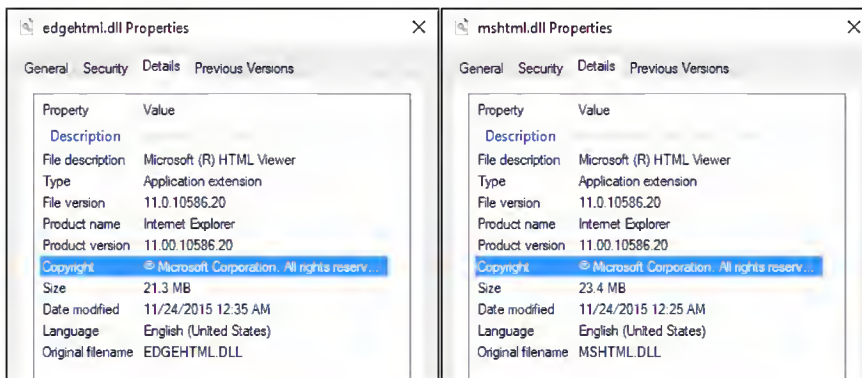 edgehtml.dll Properties
General Security Details Previous Versions
Property Value
Description
File description Microsoft (R) HTML Viewer
Type Application extension
File version 11.0.10586.20
Product name Internet Explorer
Product version 11.00.10586.20
Copyright © Microsoft Corporation. All rights reserv...
Size 21.3 MB
Date modified 11/24/2015 12:35 AM
Language English (United States)
Original filename EDGEHTML.DLL
mshtml.dll Properties
General Security Details Previous Versions
Property Value
Description
File description Microsoft (R) HTML Viewer
Type Application extension
File version 11.0.10586.20
Product name Internet Explorer
Product version 11.00.10586.20
Copyright © Microsoft Corporation. All rights reserv...
Size 23.4 MB
Date modified 11/24/2015 12:25 AM
Language English (United States)
Original filename MSHTML.DLL